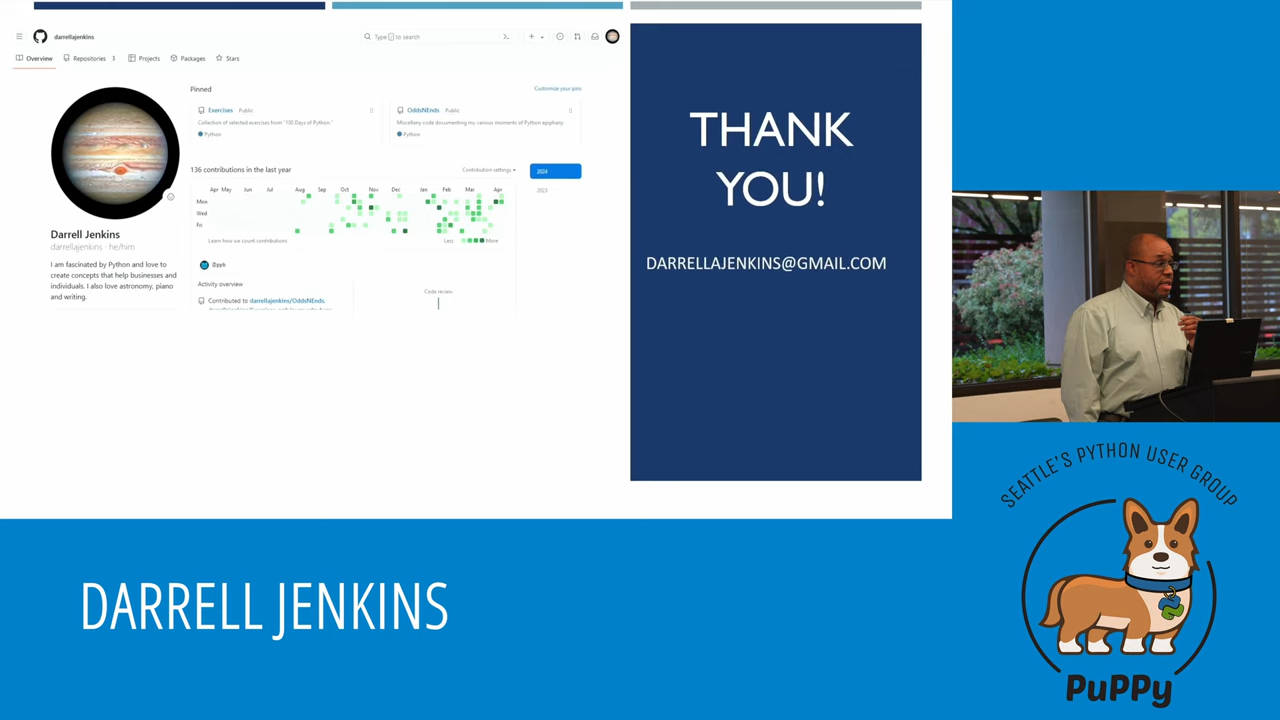 darrellajenkins
Type / to search
Overview
Repositories 3
Projects
Packages
Stars
Pinned
Customize your pins
Exercises Public
Collection of selected exercises from "100 Days of Python."
Python
OddsNEnds Public
Miscellany code documenting my various moments of Python epiphany
Python
136 contributions in the last year
Contribution settings
2024
2023
Apr May Jun Jul Aug Sep Oct Nov Dec Jan Feb Mar Apr
Mon
Wed
Fri
Learn how we count contributions
Less More
Darrell Jenkins
darrellajenkins · he/him
I am fascinated by Python and love to
create concepts that help businesses and
individuals. I also love astronomy, piano
and writing.
Activity overview
Contributed to darrellajenkins/OddsNEnds,
Code review
THANK
YOU!
DARRELLAJENKINS@GMAIL.COM
SEATTLE'S PYTHON USER GROUP
PuPPy
DARRELL JENKINS